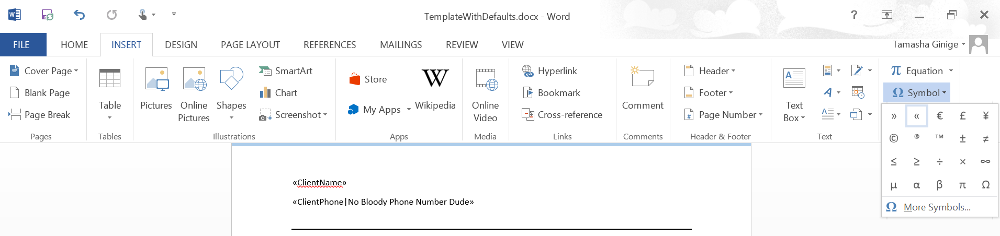 TemplateWithDefaults.docx - Word
?
FILE HOME INSERT DESIGN PAGE LAYOUT REFERENCES MAILINGS REVIEW VIEW Tamasha Ginige
Cover Page
Blank Page
Page Break
Pages
Table
Tables
Pictures
Online
Pictures
Shapes
SmartArt
Chart
Screenshot
Illustrations
Store
My Apps
W
Wikipedia
Apps
Online
Video
Media
Hyperlink
Bookmark
Cross-reference
Links
Comment
Comments
Header
Footer
# Page Number
Header & Footer
A
Text
Box
A
A
Text
π Equation
Ω Symbol
» « € £ ¥
© ® ™ ± ≠
≤ ≥ ÷ × ∞
µ α β π Ω
Ω More Symbols...
«ClientName»
«ClientPhone|No Bloody Phone Number Dude»